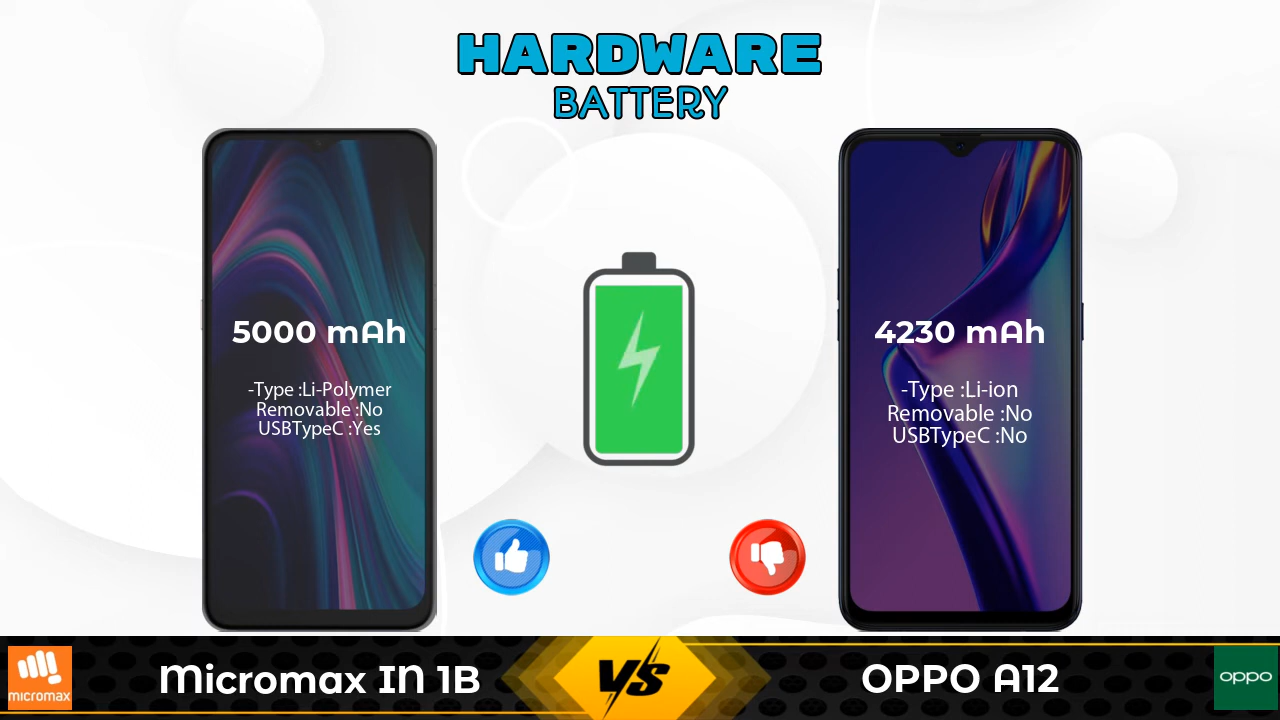 HARDWARE
BATTERY
5000 mAh
-Type :Li-Polymer
Removable :No
USBTypeC :Yes
4230 mAh
-Type :Li-ion
Removable :No
USBTypeC :No
micromax
Micromax IN 1B
VS
OPPO A12
oppo